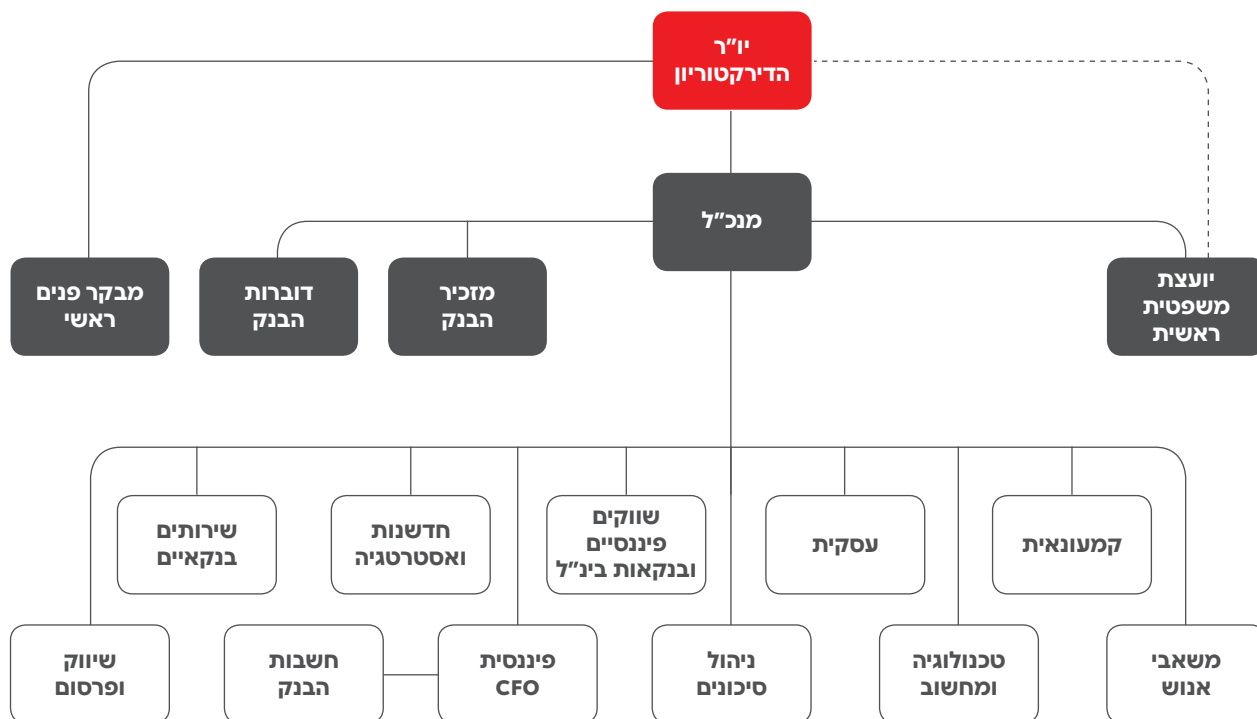 יו״ר
הדירקטוריון
מנכ״ל
יועצת
משפטית
ראשית
מזכיר
הבנק
דוברות
הבנק
מבקר פנים
ראשי
קמעונאית
עסקית
שווקים
פיננסיים
ובנקאות בינ״ל
חדשנות
ואסטרטגיה
שירותים
בנקאיים
משאבי
אנוש
טכנולוגיה
ומחשוב
ניהול
סיכונים
פיננסית
CFO
חשבות
הבנק
שיווק
ופרסום